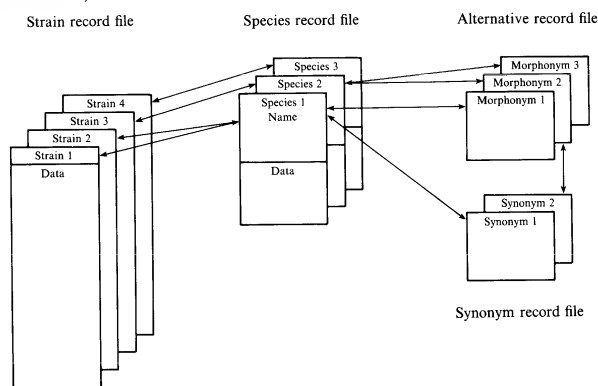 Strain record file
Species record file
Alternative record file
Species 3
Species 2
Species 1
Name
Data
Morphonym 3
Morphonym 2
Morphonym 1
Strain 4
Strain 3
Strain 2
Strain 1
Data
Synonym 2
Synonym 1
Synonym record file